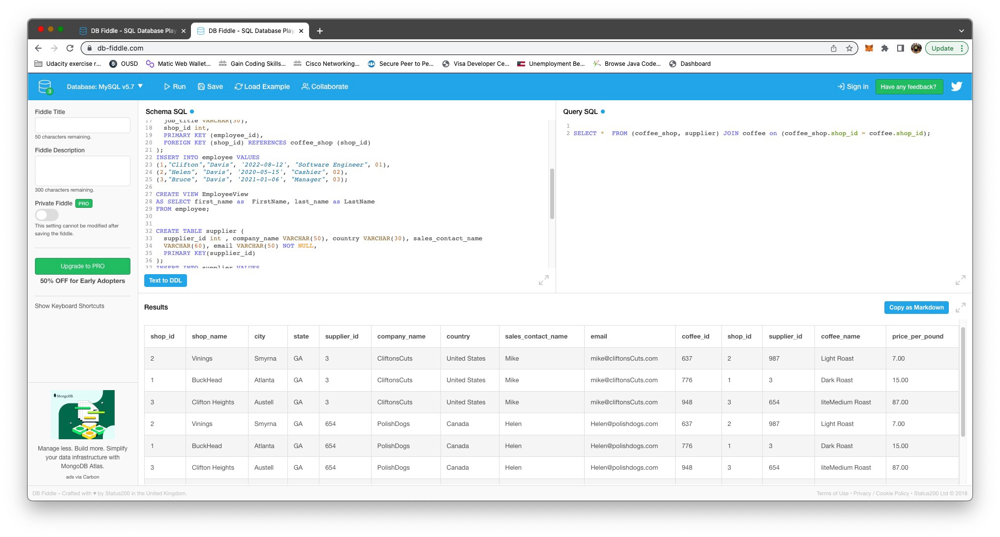 DB Fiddle - SQL Database Play
DB Fiddle - SQL Database Play
db-fiddle.com
Update
Udacity exercise r...
OUSD
Matic Web Wallet...
Gain Coding Skills...
Cisco Networking...
Secure Peer to Pe...
Visa Developer Ce...
Unemployment Be...
Browse Java Code...
Dashboard
3
Database: MySQL v5.7
Run
Save
Load Example
Collaborate
Sign in
Have any feedback?
Fiddle Title
50 characters remaining.
Fiddle Description
300 characters remaining.
Private Fiddle PRO
This setting cannot be modified after
saving the fiddle.
Upgrade to PRO
50% OFF for Early Adopters
Show Keyboard Shortcuts
MongoDB
Manage less. Build more. Simplify
your data infrastructure with
MongoDB Atlas.
ads via Carbon
Schema SQL
17 job_title VARCHAR(30),
18 shop_id int,
19 PRIMARY KEY (employee_id),
20 FOREIGN KEY (shop_id) REFERENCES coffee_shop (shop_id)
21 );
22 INSERT INTO employee VALUES
23 (1,"Clifton","Davis", '2022-08-12', "Software Engineer", 01),
24 (2,"Helen", "Davis", '2020-05-15', "Cashier", 02),
25 (3,"Bruce", "Davis", '2021-01-06', "Manager", 03);
26
27 CREATE VIEW EmployeeView
28 AS SELECT first_name as  FirstName, last_name as LastName
29 FROM employee;
30
31
32 CREATE TABLE supplier (
33 supplier_id int , company_name VARCHAR(50), country VARCHAR(30), sales_contact_name
34 VARCHAR(60), email VARCHAR(50) NOT NULL,
35 PRIMARY KEY(supplier_id)
36 );
37 INSERT INTO supplier VALUES
Text to DDL
Query SQL
1
2 SELECT *  FROM (coffee_shop, supplier) JOIN coffee on (coffee_shop.shop_id = coffee.shop_id);
Results
Copy as Markdown
shop_id shop_name city state supplier_id company_name country sales_contact_name email coffee_id shop_id supplier_id coffee_name price_per_pound
2 Vinings Smyrna GA 3 CliftonsCuts United States Mike mike@cliftonsCuts.com 637 2 987 Light Roast 7.00
1 BuckHead Atlanta GA 3 CliftonsCuts United States Mike mike@cliftonsCuts.com 776 1 3 Dark Roast 15.00
3 Clifton Heights Austell GA 3 CliftonsCuts United States Mike mike@cliftonsCuts.com 948 3 654 liteMedium Roast 87.00
2 Vinings Smyrna GA 654 PolishDogs Canada Helen Helen@polishdogs.com 637 2 987 Light Roast 7.00
1 BuckHead Atlanta GA 654 PolishDogs Canada Helen Helen@polishdogs.com 776 1 3 Dark Roast 15.00
3 Clifton Heights Austell GA 654 PolishDogs Canada Helen Helen@polishdogs.com 948 3 654 liteMedium Roast 87.00
DB Fiddle – Crafted with ♥ by Status200 in the United Kingdom.
Terms of Use • Privacy / Cookie Policy • Status200 Ltd © 2018